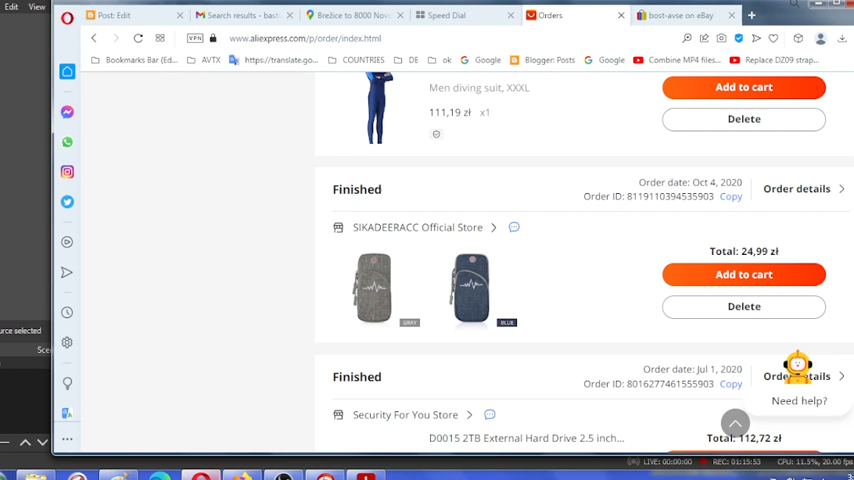 Edit View
Post: Edit
Search results - basti
Brežice to 8000 Nov
Speed Dial
Orders
bost-avse on eBay
VPN
www.aliexpress.com/p/order/index.html
Bookmarks Bar (Ed...
AVTX
https://translate.go...
COUNTRIES
DE
ok
Google
Blogger: Posts
Google
Combine MP4 files...
Replace DZ09 strap...
Men diving suit, XXXL
111,19 zł x1
Add to cart
Delete
Finished
Order date: Oct 4, 2020
Order ID: 8119110394535903 Copy
Order details
SIKADEERACC Official Store
GRAY
BLUE
Total: 24,99 zł
Add to cart
Delete
Finished
Order date: Jul 1, 2020
Order ID: 8016277461555903 Copy
Order details
Need help?
Security For You Store
D0015 2TB External Hard Drive 2.5 inch...
Total: 112,72 zł
urce selected
Sce
LIVE: 00:00:00
REC: 01:15:53
CPU: 11.5%, 20.00 fps